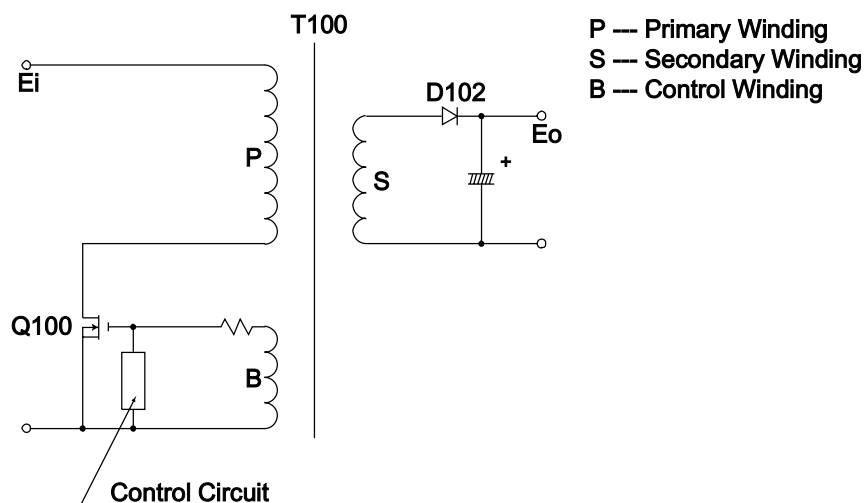 T100
P --- Primary Winding
S --- Secondary Winding
B --- Control Winding
Ei
D102
Eo
P
S
+
Q100
B
Control Circuit